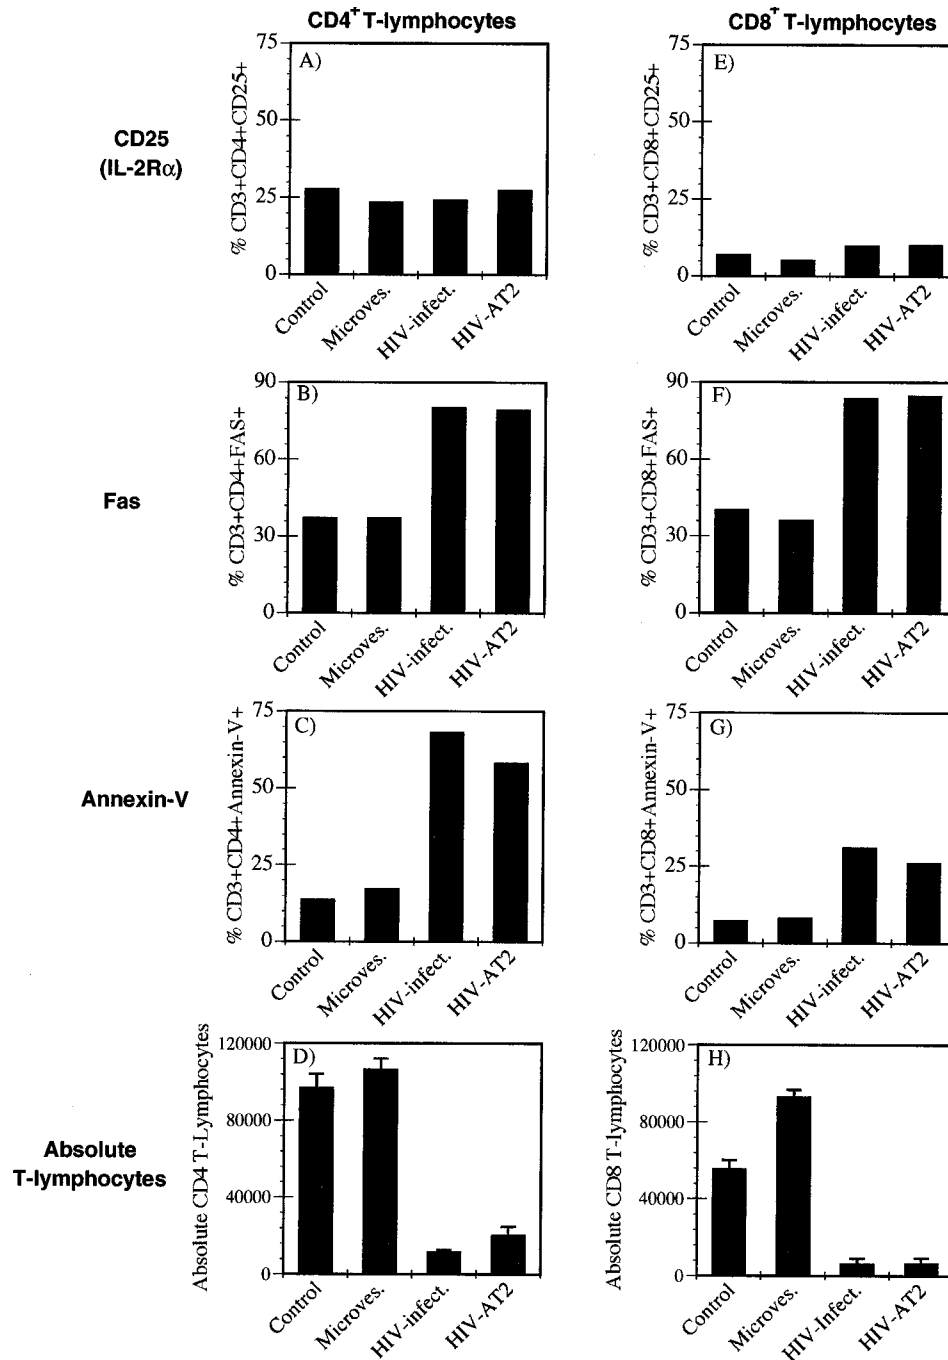 CD4+ T-lymphocytes
CD8+ T-lymphocytes
CD25
(IL-2Rα)
A)
% CD3+CD4+CD25+
75
50
25
0
Control
Microves.
HIV-infect.
HIV-AT2
E)
% CD3+CD8+CD25+
75
50
25
0
Control
Microves.
HIV-infect.
HIV-AT2
Fas
B)
% CD3+CD4+FAS+
90
60
30
0
Control
Microves.
HIV-infect.
HIV-AT2
F)
% CD3+CD8+FAS+
90
60
30
0
Control
Microves.
HIV-infect.
HIV-AT2
Annexin-V
C)
% CD3+CD4+Annexin-V+
75
50
25
0
Control
Microves.
HIV-infect.
HIV-AT2
G)
% CD3+CD8+Annexin-V+
75
50
25
0
Control
Microves.
HIV-infect.
HIV-AT2
Absolute
T-lymphocytes
D)
Absolute CD4 T-Lymphocytes
120000
80000
40000
0
Control
Microves.
HIV-infect.
HIV-AT2
H)
Absolute CD8 T-lymphocytes
120000
80000
40000
0
Control
Microves.
HIV-Infect.
HIV-AT2